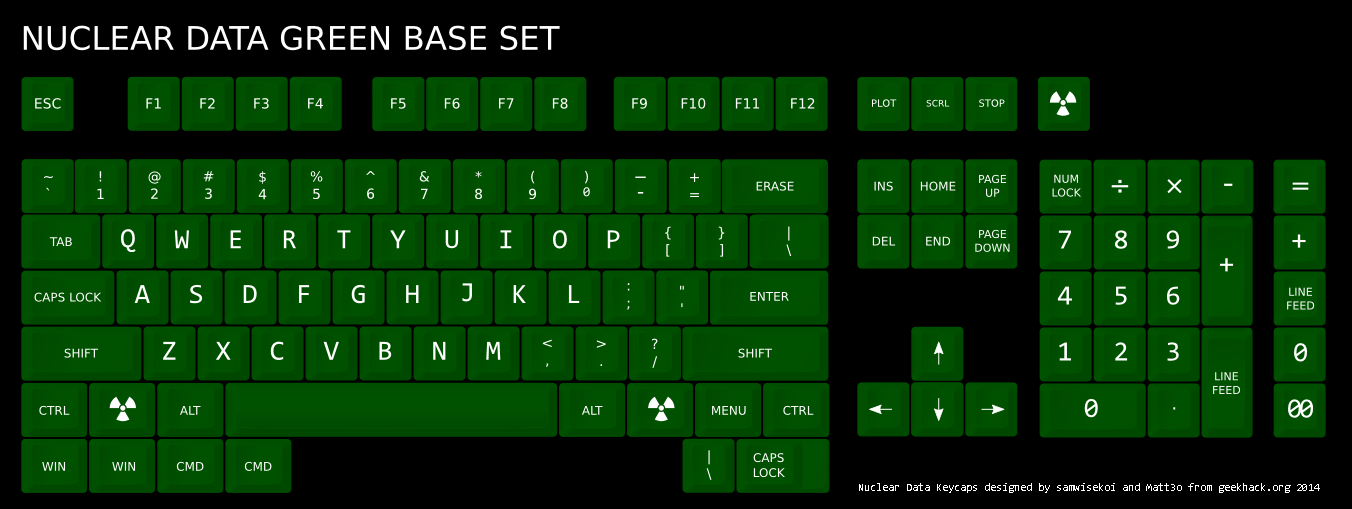 NUCLEAR DATA GREEN BASE SET
ESC F1 F2 F3 F4 F5 F6 F7 F8 F9 F10 F11 F12 PLOT SCRL STOP
~ ! @ # $ % ^ & * ( ) — +
` 1 2 3 4 5 6 7 8 9 0 - = ERASE
INS HOME PAGE
UP
NUM
LOCK
÷ × - =
TAB Q W E R T Y U I O P { } |
[ ] \
DEL END PAGE
DOWN
7 8 9 + +
CAPS LOCK A S D F G H J K L : "
; ' ENTER
4 5 6 LINE
FEED
SHIFT Z X C V B N M < > ?
, . / SHIFT
1 2 3 LINE
FEED
0
CTRL ALT ALT MENU CTRL
0 . 00
WIN WIN CMD CMD |
\
CAPS
LOCK
Nuclear Data Keycaps designed by samwisekoi and Matt3o from geekhack.org 2014